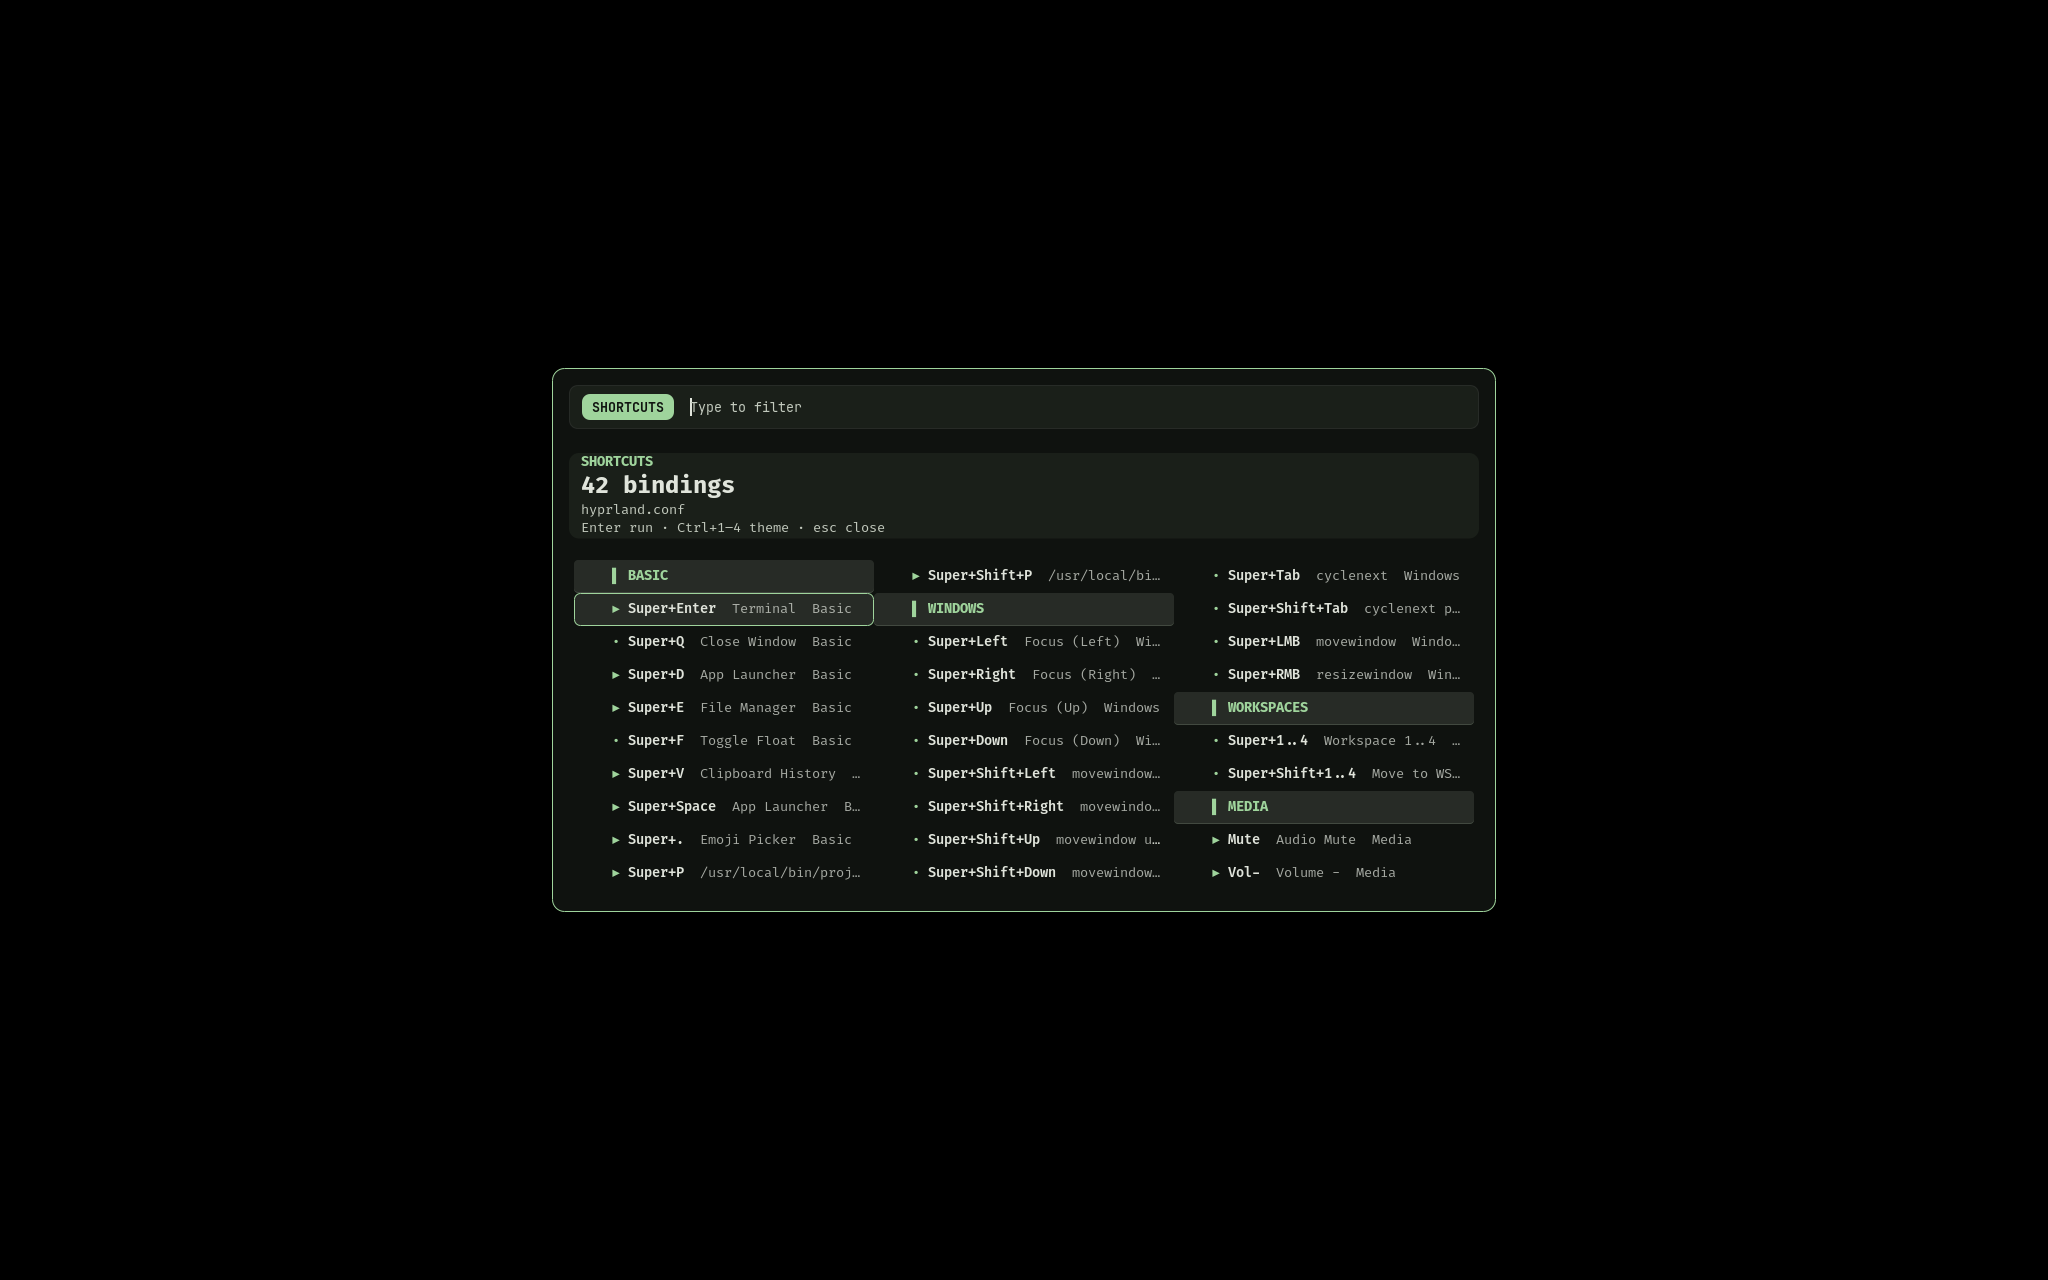 SHORTCUTS Type to filter
SHORTCUTS
42 bindings
hyprland.conf
Enter run · Ctrl+1–4 theme · esc close
BASIC
▸ Super+Enter Terminal Basic
• Super+Q Close Window Basic
▸ Super+D App Launcher Basic
▸ Super+E File Manager Basic
• Super+F Toggle Float Basic
▸ Super+V Clipboard History …
▸ Super+Space App Launcher B…
▸ Super+. Emoji Picker Basic
▸ Super+P /usr/local/bin/proj…
▸ Super+Shift+P /usr/local/bi…
WINDOWS
• Super+Left Focus (Left) Wi…
• Super+Right Focus (Right) …
• Super+Up Focus (Up) Windows
• Super+Down Focus (Down) Wi…
• Super+Shift+Left movewindow…
• Super+Shift+Right movewindo…
• Super+Shift+Up movewindow u…
• Super+Shift+Down movewindow…
• Super+Tab cyclenext Windows
• Super+Shift+Tab cyclenext p…
• Super+LMB movewindow Windo…
• Super+RMB resizewindow Win…
WORKSPACES
• Super+1..4 Workspace 1..4 …
• Super+Shift+1..4 Move to WS…
MEDIA
▸ Mute Audio Mute Media
▸ Vol- Volume - Media